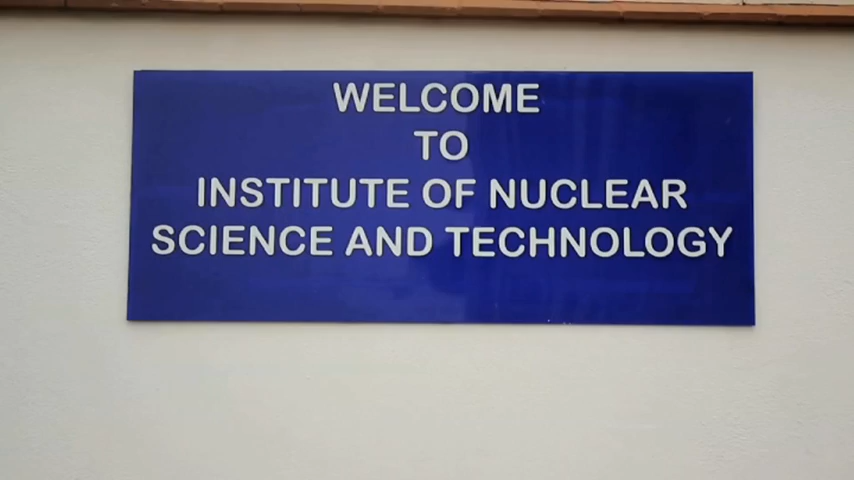 WELCOME
TO
INSTITUTE OF NUCLEAR
SCIENCE AND TECHNOLOGY